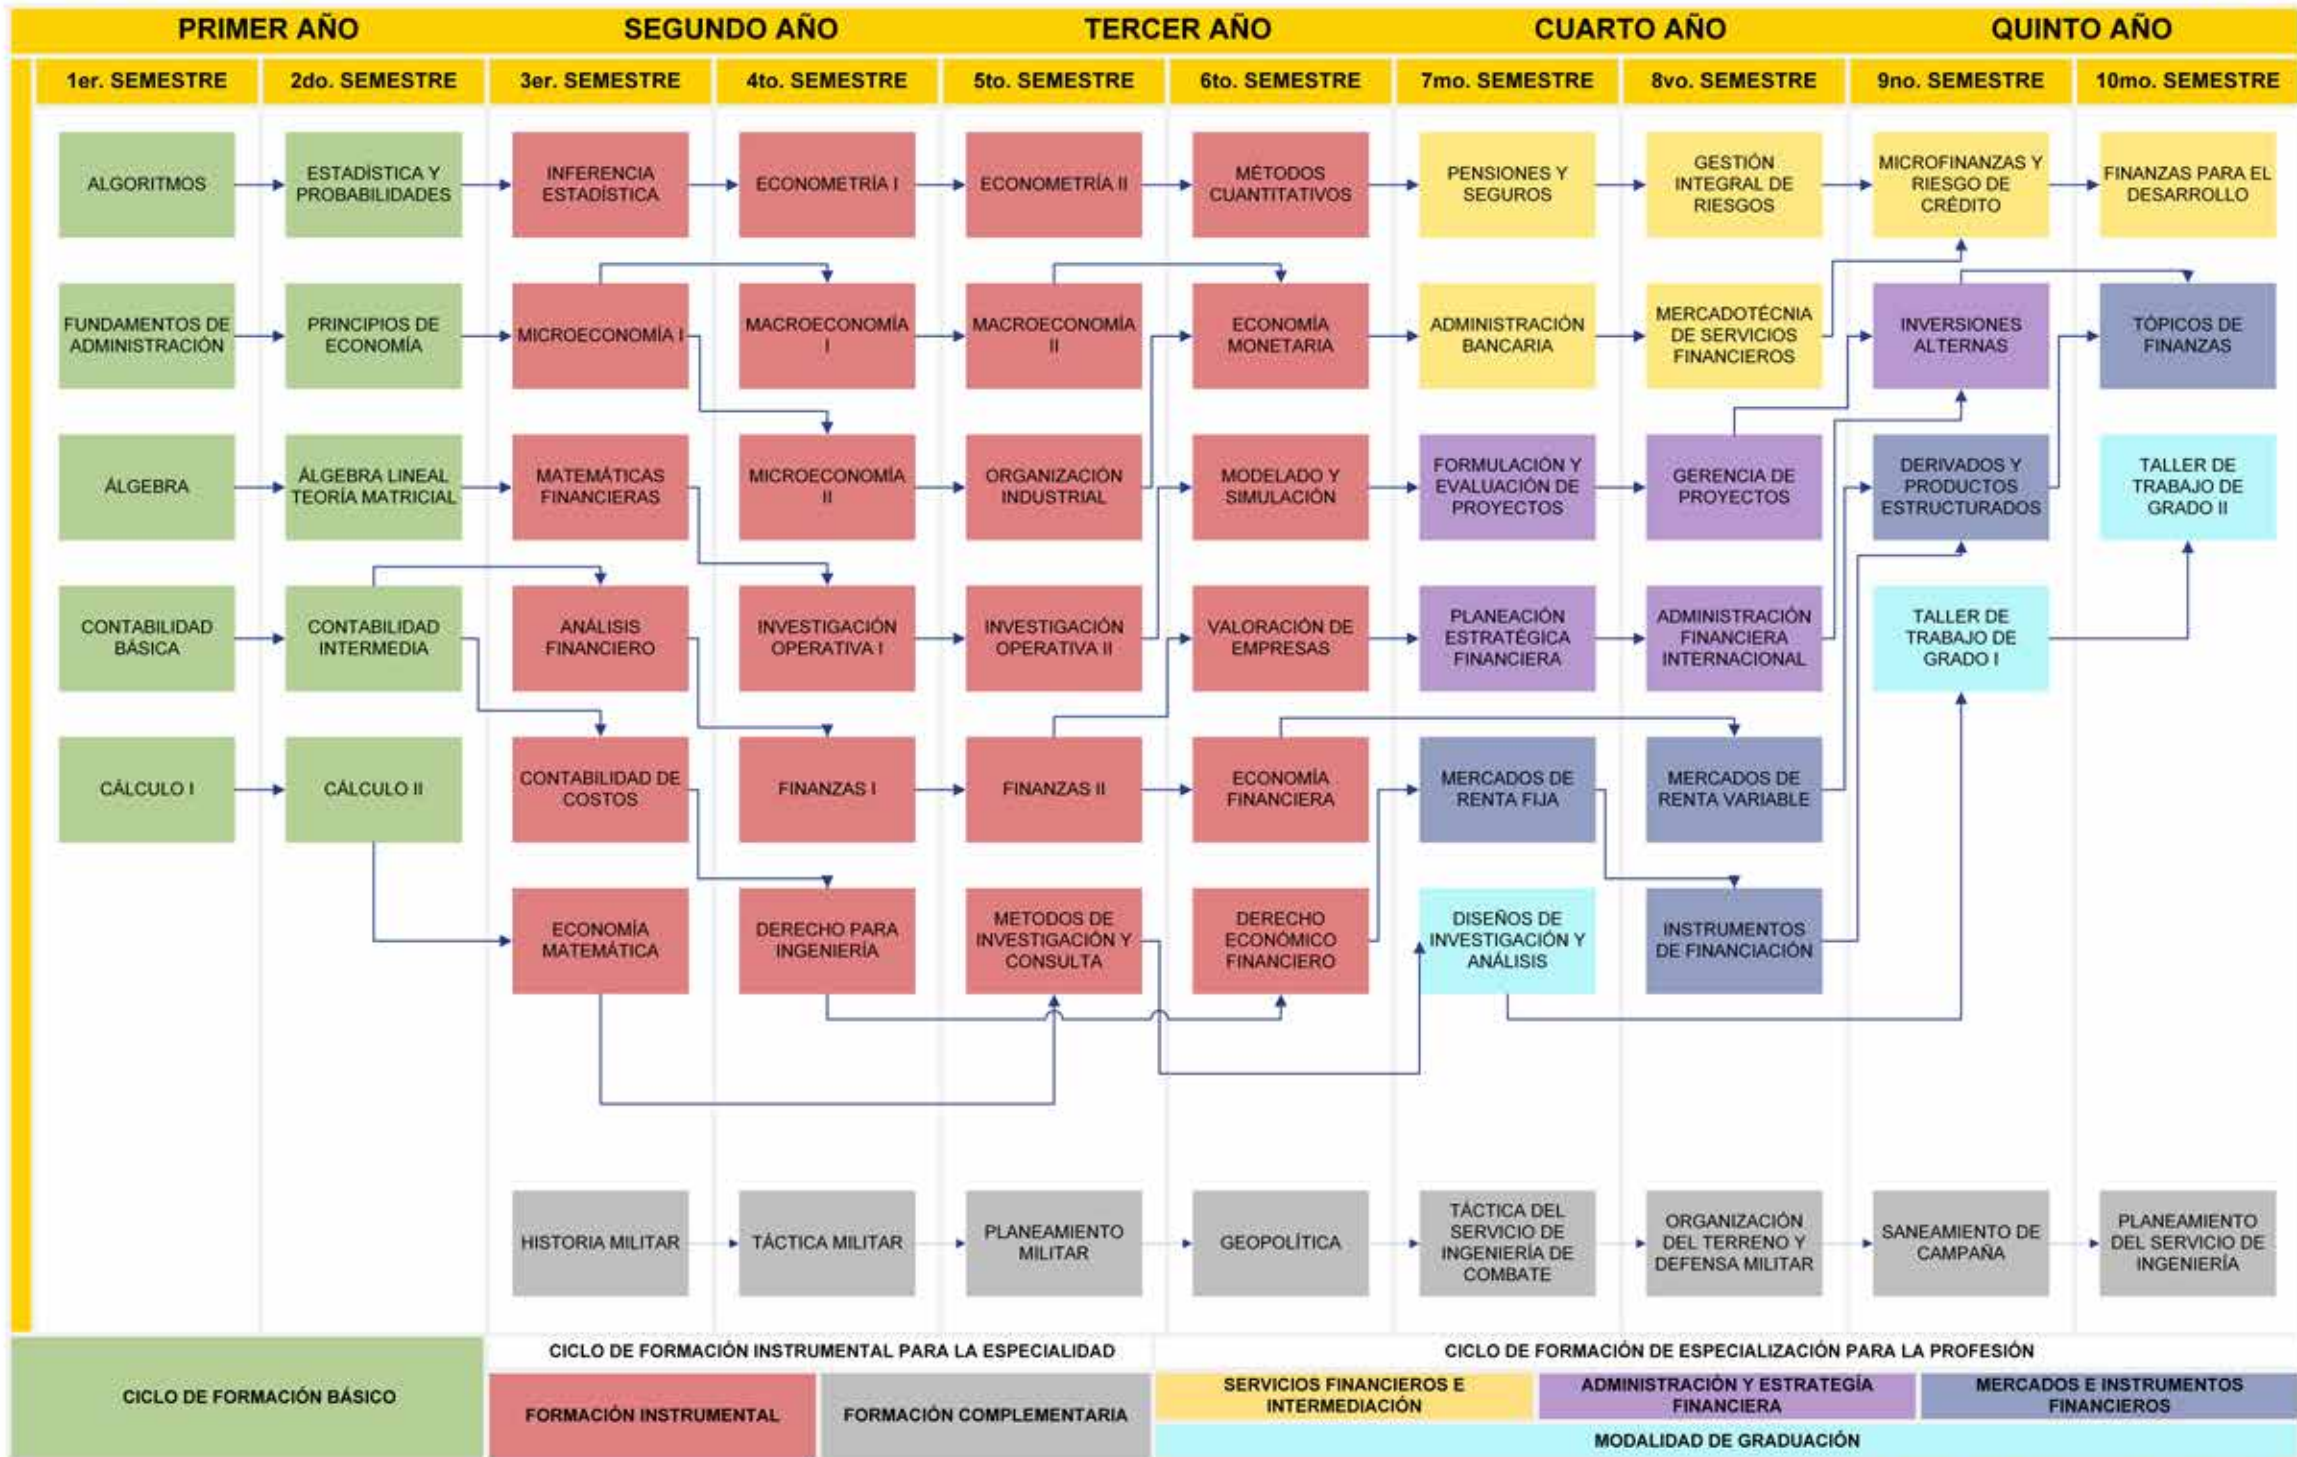 PRIMER AÑO
SEGUNDO AÑO
TERCER AÑO
CUARTO AÑO
QUINTO AÑO
1er. SEMESTRE
2do. SEMESTRE
3er. SEMESTRE
4to. SEMESTRE
5to. SEMESTRE
6to. SEMESTRE
7mo. SEMESTRE
8vo. SEMESTRE
9no. SEMESTRE
10mo. SEMESTRE
ALGORITMOS
ESTADÍSTICA Y
PROBABILIDADES
INFERENCIA
ESTADÍSTICA
ECONOMETRÍA I
ECONOMETRÍA II
MÉTODOS
CUANTITATIVOS
PENSIONES Y
SEGUROS
GESTIÓN
INTEGRAL DE
RIESGOS
MICROFINANZAS Y
RIESGO DE
CRÉDITO
FINANZAS PARA EL
DESARROLLO
FUNDAMENTOS DE
ADMINISTRACIÓN
PRINCIPIOS DE
ECONOMÍA
MICROECONOMÍA I
MACROECONOMÍA
I
MACROECONOMÍA
II
ECONOMÍA
MONETARIA
ADMINISTRACIÓN
BANCARIA
MERCADOTÉCNIA
DE SERVICIOS
FINANCIEROS
INVERSIONES
ALTERNAS
TÓPICOS DE
FINANZAS
ÁLGEBRA
ÁLGEBRA LINEAL
TEORÍA MATRICIAL
MATEMÁTICAS
FINANCIERAS
MICROECONOMÍA
II
ORGANIZACIÓN
INDUSTRIAL
MODELADO Y
SIMULACIÓN
FORMULACIÓN Y
EVALUACIÓN DE
PROYECTOS
GERENCIA DE
PROYECTOS
DERIVADOS Y
PRODUCTOS
ESTRUCTURADOS
TALLER DE
TRABAJO DE
GRADO II
CONTABILIDAD
BÁSICA
CONTABILIDAD
INTERMEDIA
ANÁLISIS
FINANCIERO
INVESTIGACIÓN
OPERATIVA I
INVESTIGACIÓN
OPERATIVA II
VALORACIÓN DE
EMPRESAS
PLANEACIÓN
ESTRATÉGICA
FINANCIERA
ADMINISTRACIÓN
FINANCIERA
INTERNACIONAL
TALLER DE
TRABAJO DE
GRADO I
CÁLCULO I
CÁLCULO II
CONTABILIDAD DE
COSTOS
FINANZAS I
FINANZAS II
ECONOMÍA
FINANCIERA
MERCADOS DE
RENTA FIJA
MERCADOS DE
RENTA VARIABLE
ECONOMÍA
MATEMÁTICA
DERECHO PARA
INGENIERÍA
METODOS DE
INVESTIGACIÓN Y
CONSULTA
DERECHO
ECONÓMICO
FINANCIERO
DISEÑOS DE
INVESTIGACIÓN Y
ANÁLISIS
INSTRUMENTOS
DE FINANCIACIÓN
HISTORIA MILITAR
TÁCTICA MILITAR
PLANEAMIENTO
MILITAR
GEOPOLÍTICA
TÁCTICA DEL
SERVICIO DE
INGENIERÍA DE
COMBATE
ORGANIZACIÓN
DEL TERRENO Y
DEFENSA MILITAR
SANEAMIENTO DE
CAMPAÑA
PLANEAMIENTO
DEL SERVICIO DE
INGENIERÍA
CICLO DE FORMACIÓN BÁSICO
CICLO DE FORMACIÓN INSTRUMENTAL PARA LA ESPECIALIDAD
FORMACIÓN INSTRUMENTAL
FORMACIÓN COMPLEMENTARIA
CICLO DE FORMACIÓN DE ESPECIALIZACIÓN PARA LA PROFESIÓN
SERVICIOS FINANCIEROS E
INTERMEDIACIÓN
ADMINISTRACIÓN Y ESTRATEGÍA
FINANCIERA
MERCADOS E INSTRUMENTOS
FINANCIEROS
MODALIDAD DE GRADUACIÓN